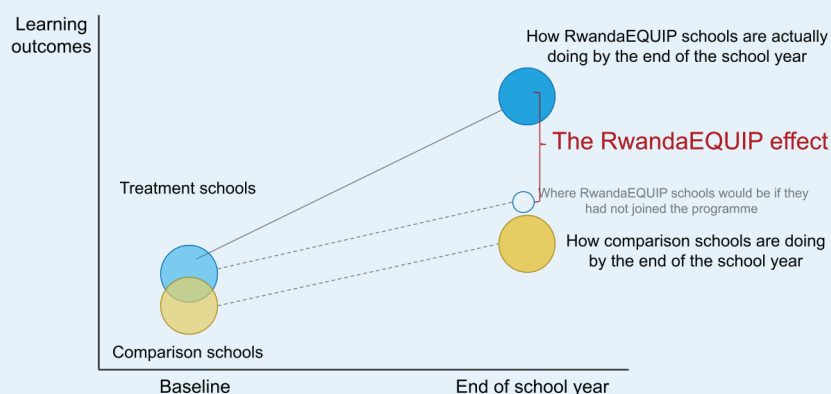 Learning
outcomes
How RwandaEQUIP schools are actually
doing by the end of the school year
The RwandaEQUIP effect
Treatment schools
Where RwandaEQUIP schools would be if they
had not joined the programme
How comparison schools are doing
by the end of the school year
Comparison schools
Baseline
End of school year